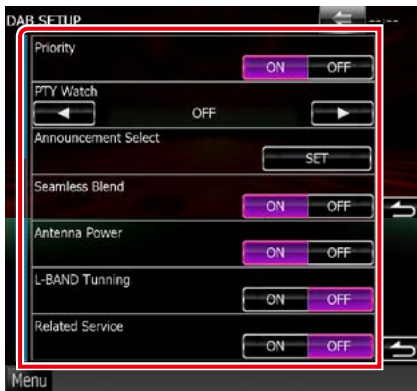 DAB SETUP --:--
Priority
ON OFF
PTY Watch
OFF
Announcement Select
SET
Seamless Blend
ON OFF
Antenna Power
ON OFF
L-BAND Tunning
ON OFF
Related Service
ON OFF
Menu